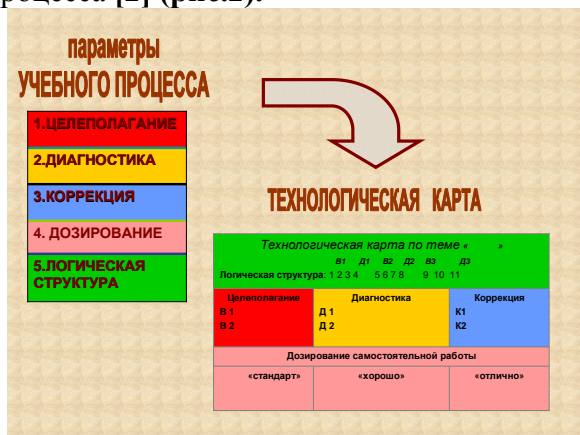 роцесса [2] (рис.2).
параметры
УЧЕБНОГО ПРОЦЕССА
1.ЦЕЛЕПОЛАГАНИЕ
2.ДИАГНОСТИКА
3.КОРРЕКЦИЯ
4. ДОЗИРОВАНИЕ
5.ЛОГИЧЕСКАЯ
СТРУКТУРА
ТЕХНОЛОГИЧЕСКАЯ КАРТА
Технологическая карта по теме « »
В1 Д1 В2 Д2 В3 Д3
Логическая структура: 1 2 3 4 5 6 7 8 9 10 11
Целеполагание Диагностика Коррекция
В 1 Д 1 К1
В 2 Д 2 К2
Дозирование самостоятельной работы
«стандарт» «хорошо» «отлично»